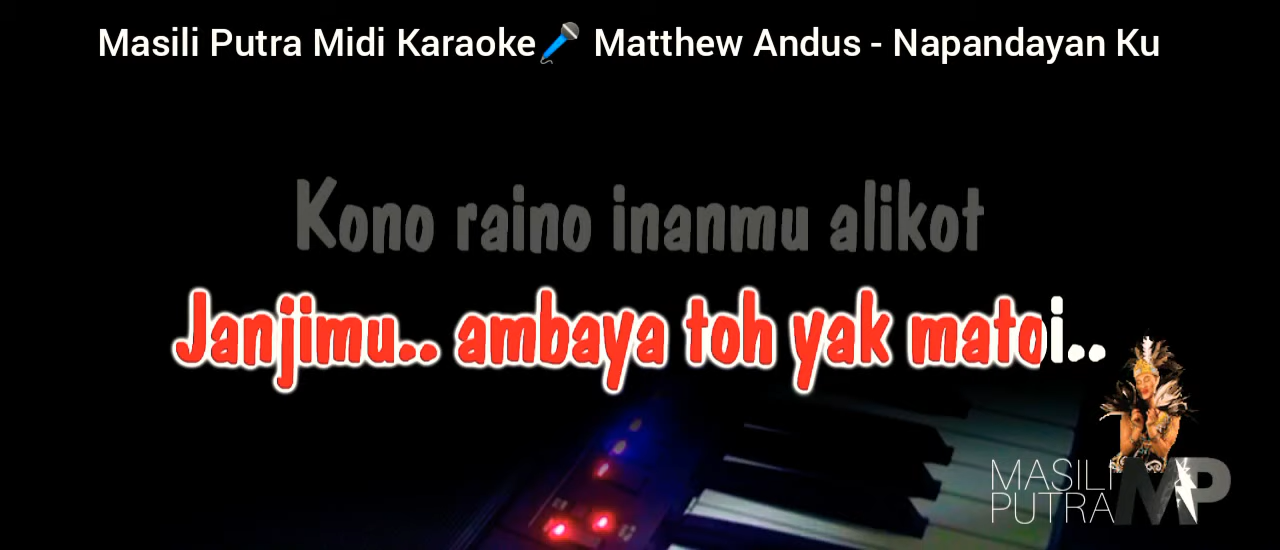 Masili Putra Midi Karaoke🎤 Matthew Andus - Napandayan Ku
Kono raino inanmu alikot
Janjimu.. ambaya toh yak matoi..
MASILI
PUTRA
MP